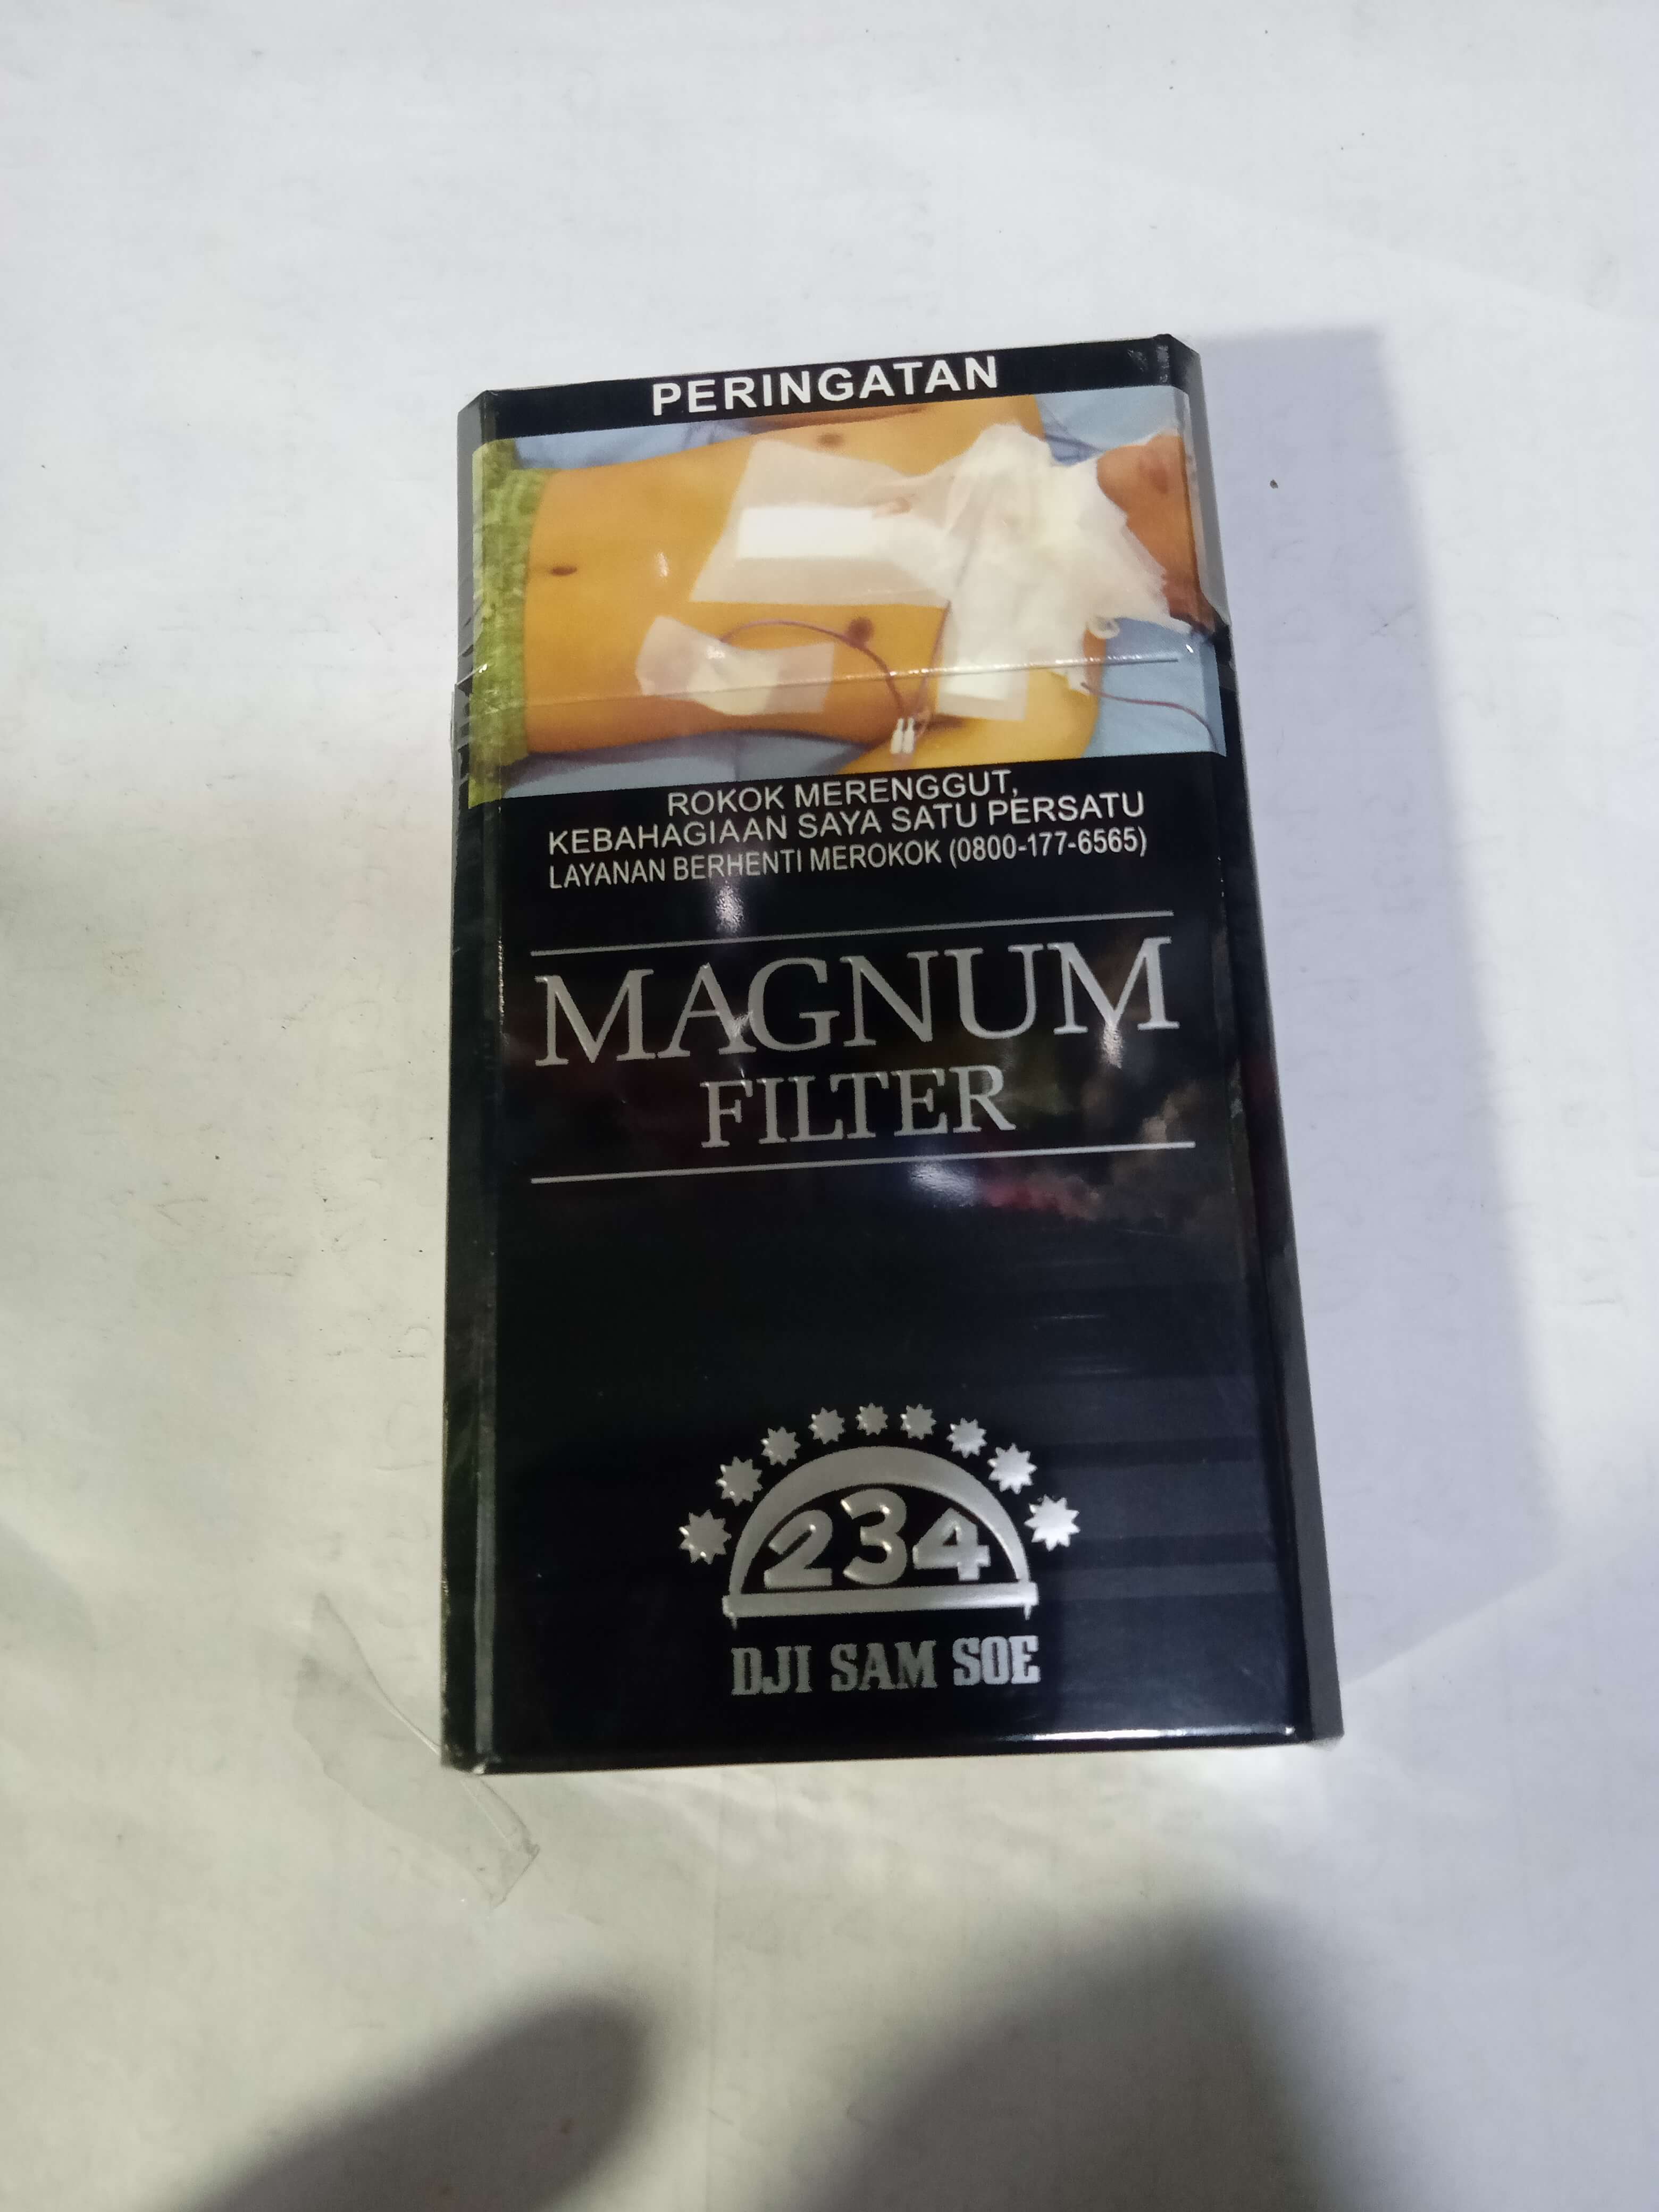 PERINGATAN
ROKOK MERENGGUT,
KEBAHAGIAAN SAYA SATU PERSATU
LAYANAN BERHENTI MEROKOK (0800-177-6565)
MAGNUM
FILTER
234
DJI SAM SOE